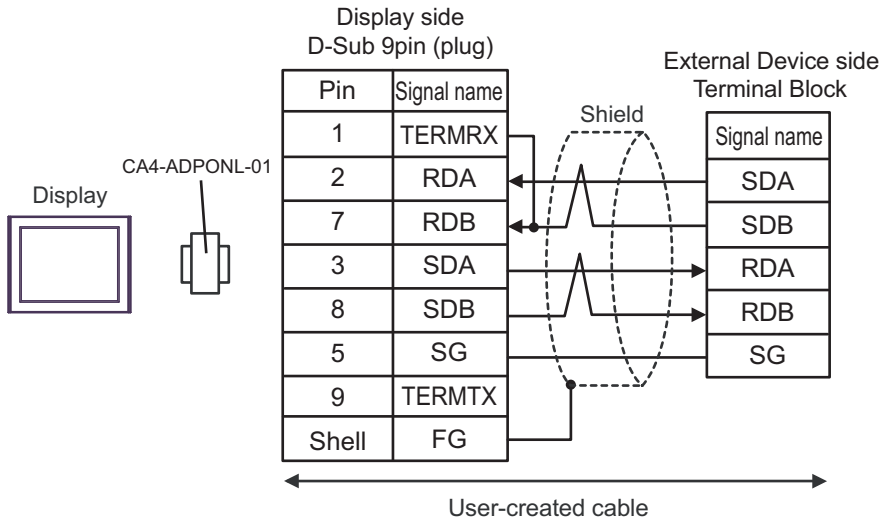 Display side
D-Sub 9pin (plug)
External Device side
Terminal Block
Pin Signal name
Shield
Signal name
1 TERMRX
CA4-ADPONL-01
Display
2 RDA
SDA
7 RDB
SDB
3 SDA
RDA
8 SDB
RDB
5 SG
SG
9 TERMTX
Shell FG
User-created cable